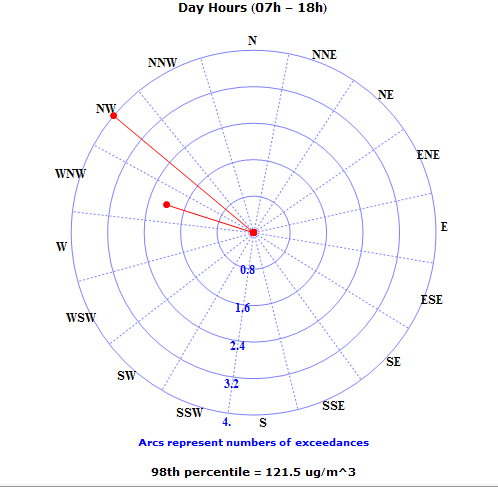 Day Hours (07h – 18h)
N
NNW
NNE
NW
NE
WNW
ENE
W
E
0.8
WSW
1.6
ESE
2.4
SW
3.2
SE
SSW
4.
S
SSE
Arcs represent numbers of exceedances
98th percentile = 121.5 ug/m^3